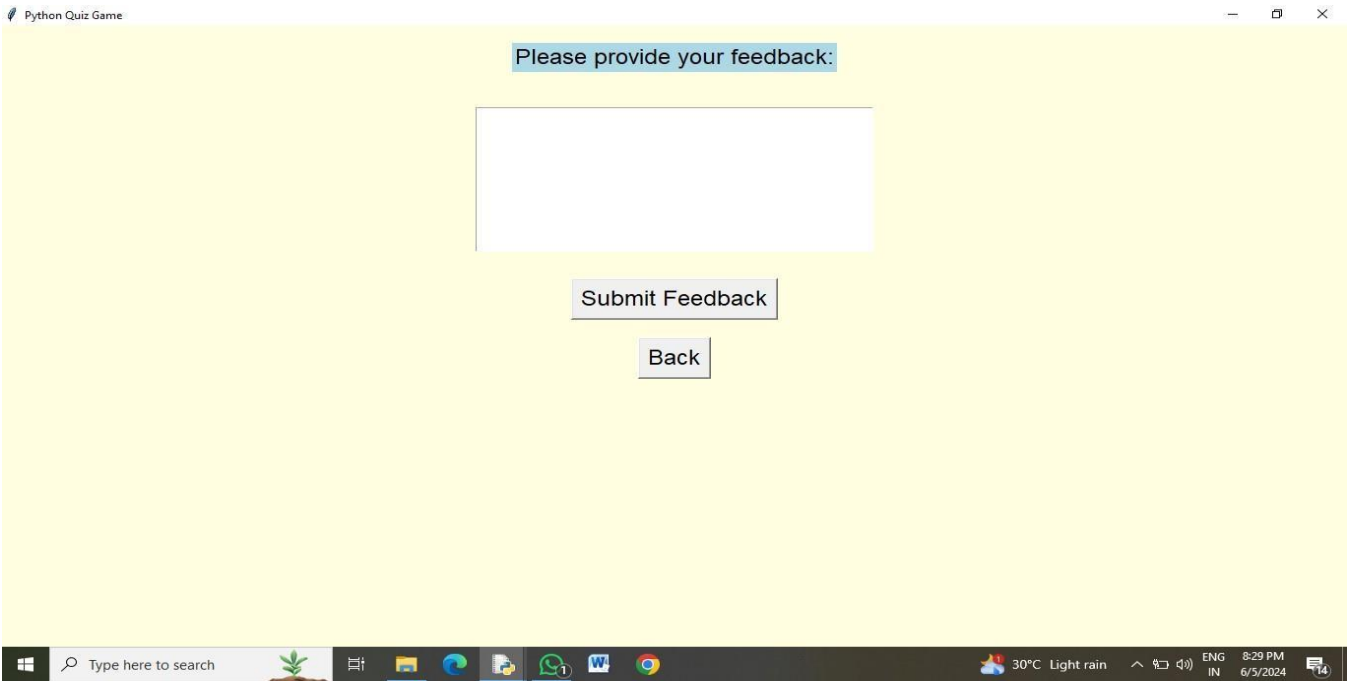 Python Quiz Game
Please provide your feedback:
Submit Feedback
Back
Type here to search
30°C Light rain
ENG
IN
8:29 PM
6/5/2024
1
14